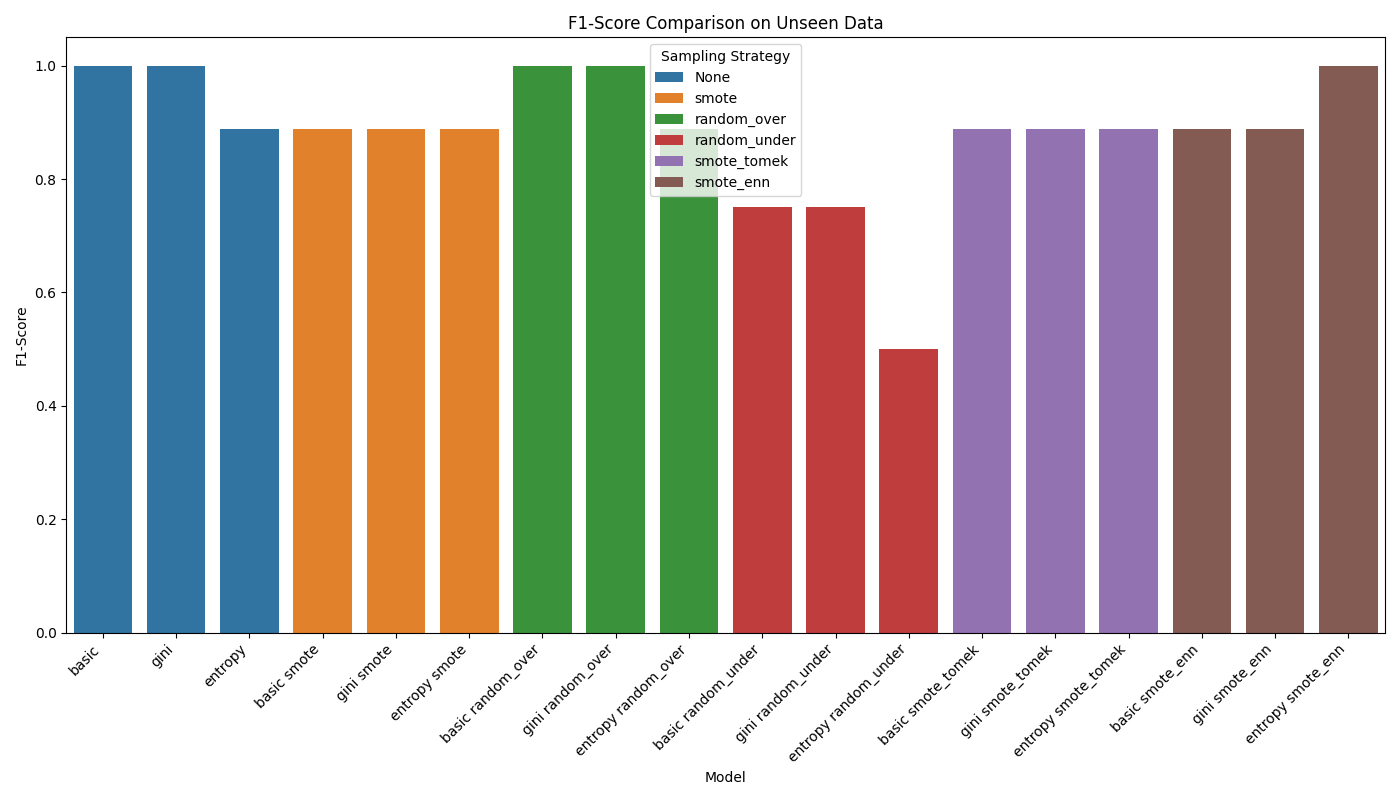 F1-Score Comparison on Unseen Data
Sampling Strategy
None
smote
random_over
random_under
smote_tomek
smote_enn
F1-Score
1.0
0.8
0.6
0.4
0.2
0.0
basic
gini
entropy
basic smote
gini smote
entropy smote
basic random_over
gini random_over
entropy random_over
basic random_under
gini random_under
entropy random_under
basic smote_tomek
gini smote_tomek
entropy smote_tomek
basic smote_enn
gini smote_enn
entropy smote_enn
Model